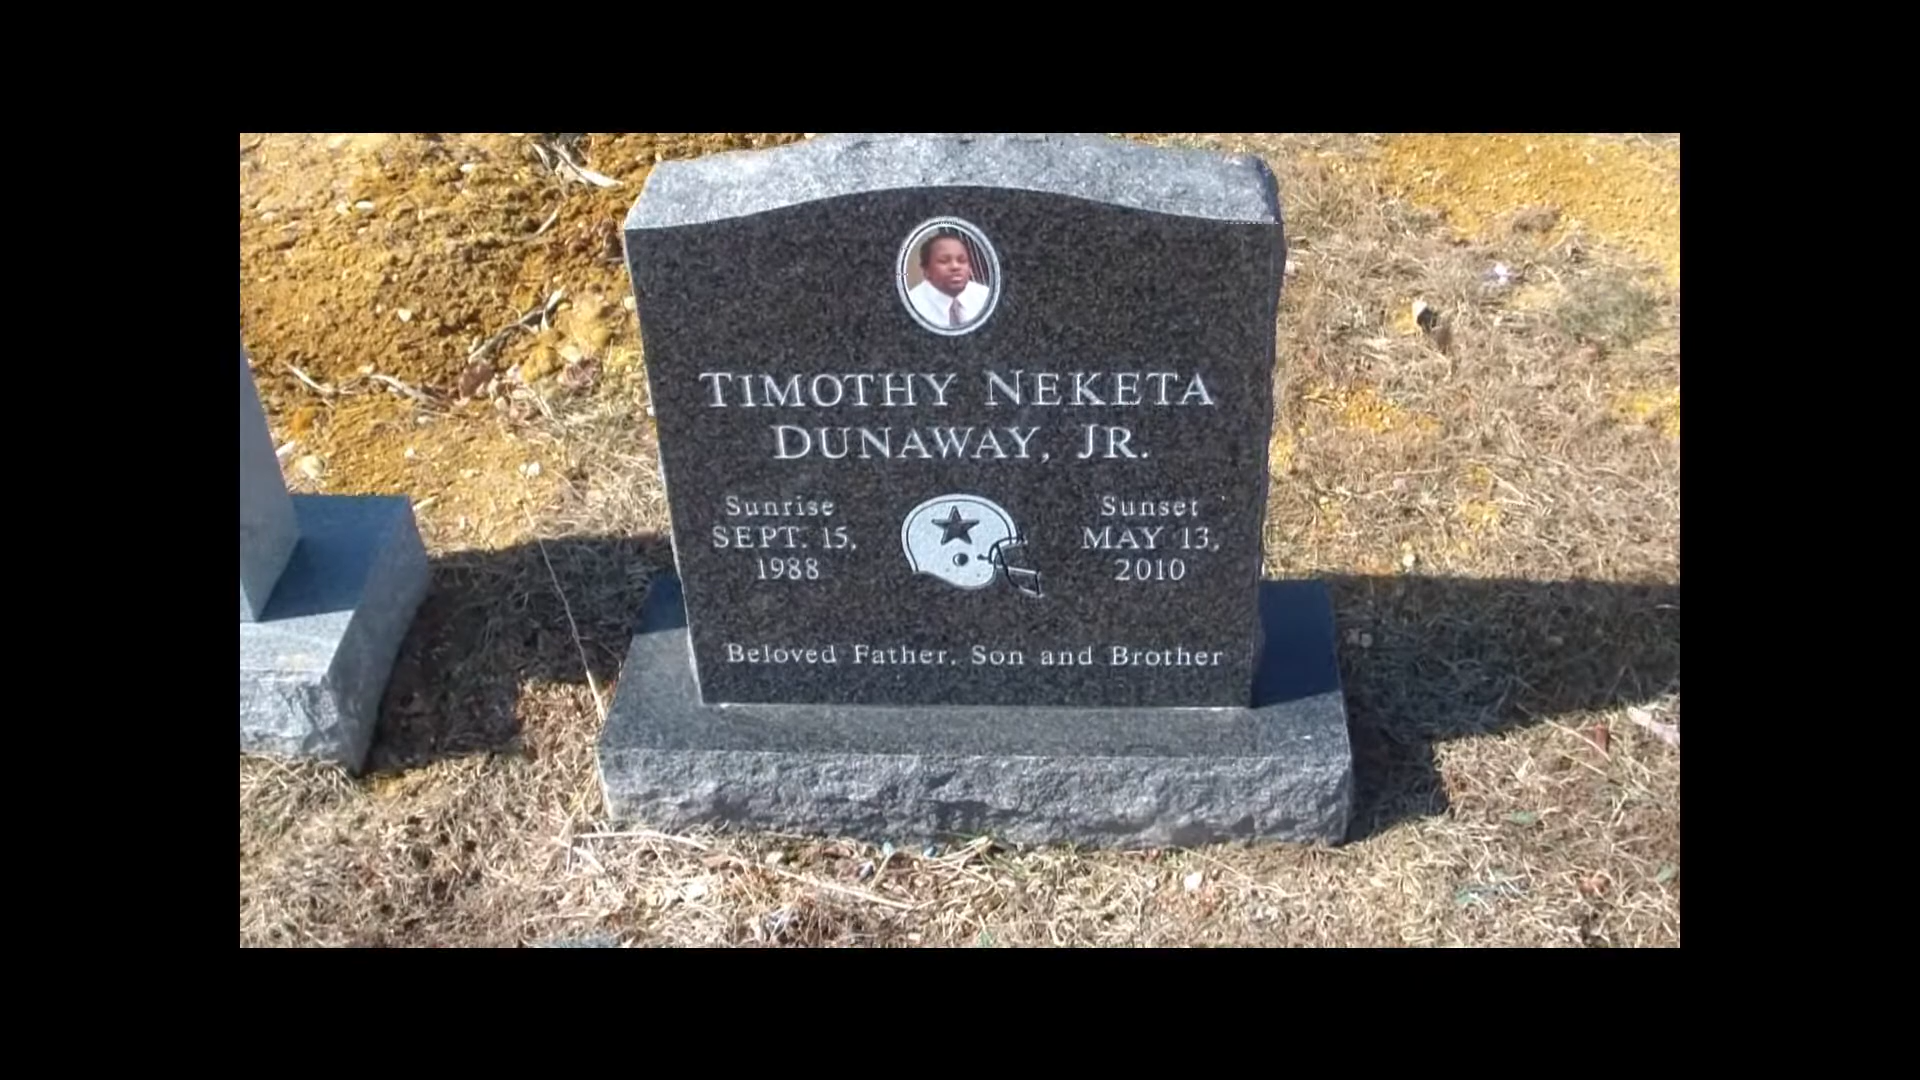 TIMOTHY NEKETA
DUNAWAY, JR.
Sunrise
SEPT. 15,
1988
Sunset
MAY 13,
2010
Beloved Father, Son and Brother